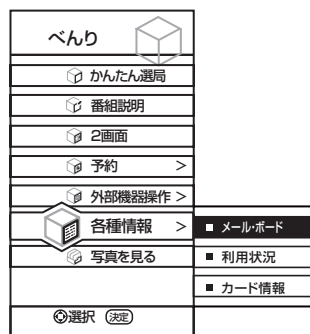 べんり
かんたん選局
番組説明
2画面
予約 >
外部機器操作 >
各種情報 >
■ メール・ボード
写真を見る
■ 利用状況
■ カード情報
選択 決定